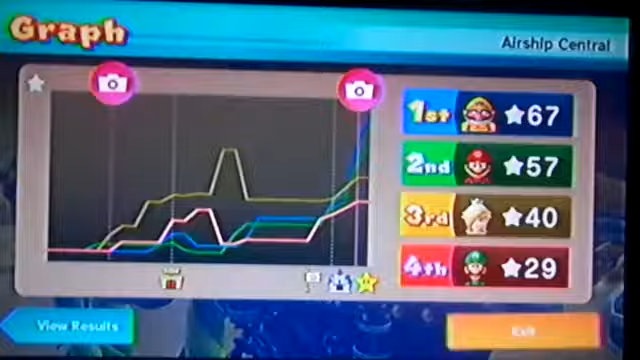 Graph
Airship Central
1st 67
2nd 57
3rd 40
4th 29
View Results
Exit